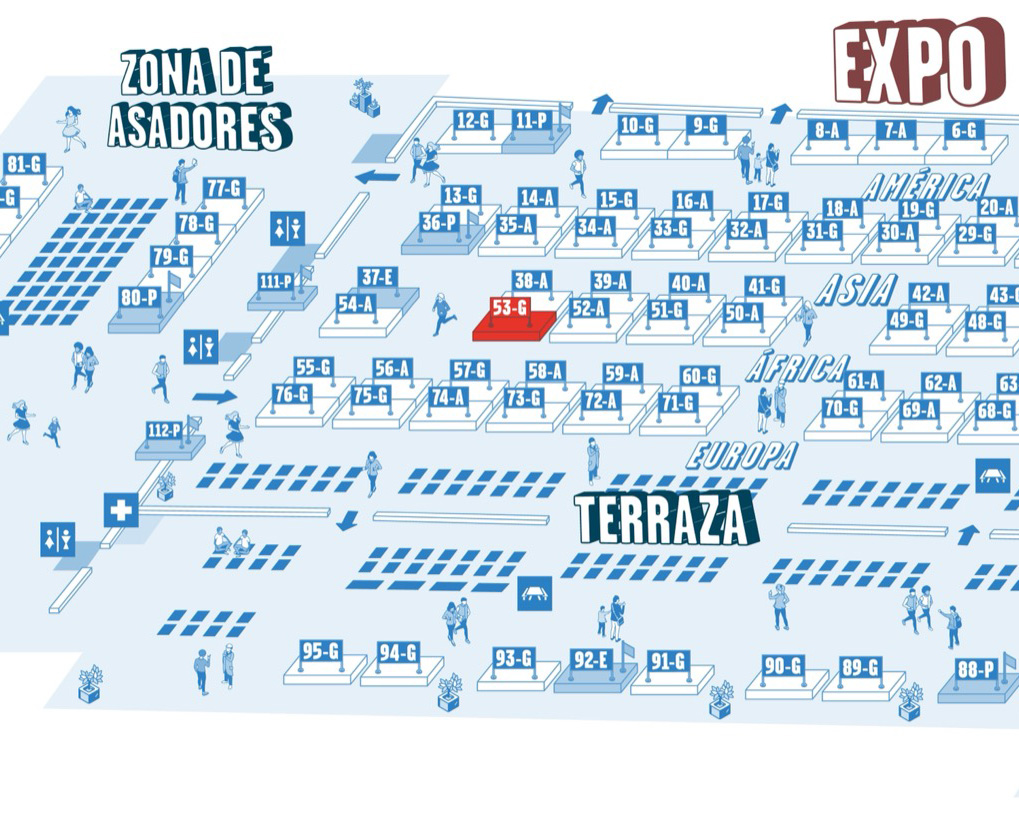 EXPO
ZONA DE
ASADORES
12-G 11-P 10-G 9-G 8-A 7-A 6-G
81-G
-G
77-G
78-G
79-G
80-P
AMÉRICA
13-G 14-A 15-G 16-A 17-G 18-A 19-G 20-A
36-P 35-A 34-A 33-G 32-A 31-G 30-A 29-G
111-P
ASIA
37-E 38-A 39-A 40-A 41-G 42-A 43-G
54-A 53-G 52-A 51-G 50-A 49-G 48-G
ÁFRICA
55-G 56-A 57-G 58-A 59-A 60-G 61-A 62-A 63
76-G 75-G 74-A 73-G 72-A 71-G 70-G 69-A 68-G
112-P
EUROPA
TERRAZA
95-G 94-G 93-G 92-E 91-G 90-G 89-G 88-P